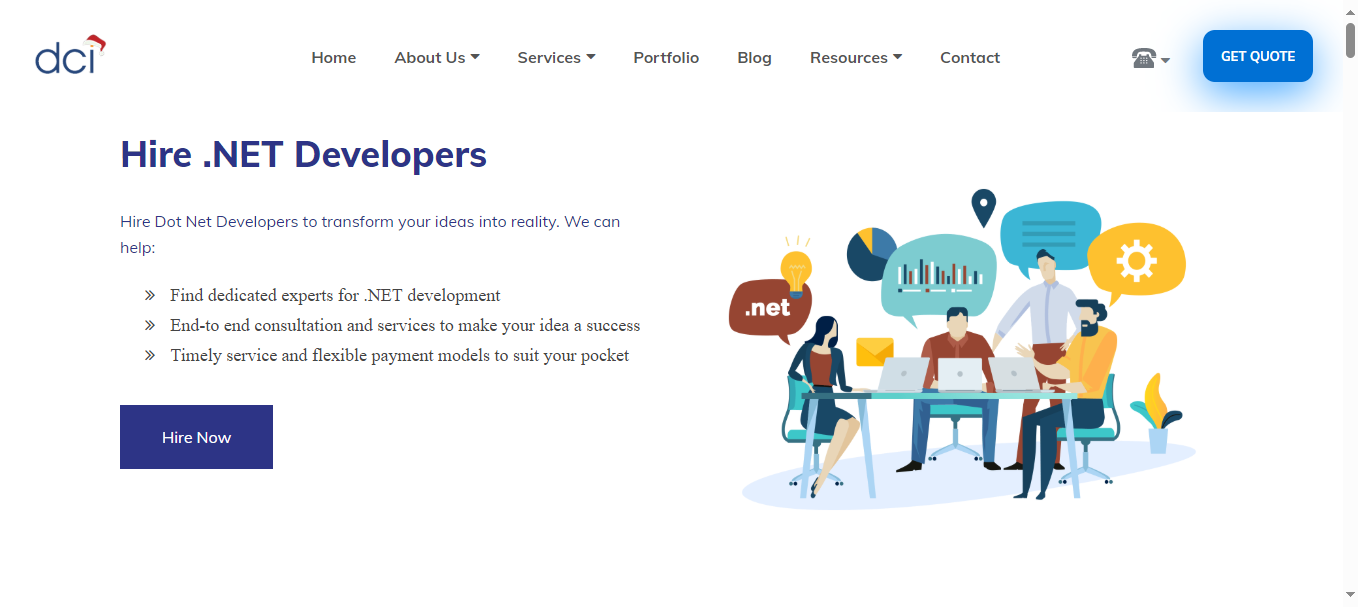 dci
Home About Us Services Portfolio Blog Resources Contact GET QUOTE
Hire .NET Developers
Hire Dot Net Developers to transform your ideas into reality. We can
help:
Find dedicated experts for .NET development
End-to end consultation and services to make your idea a success
Timely service and flexible payment models to suit your pocket
Hire Now
.net